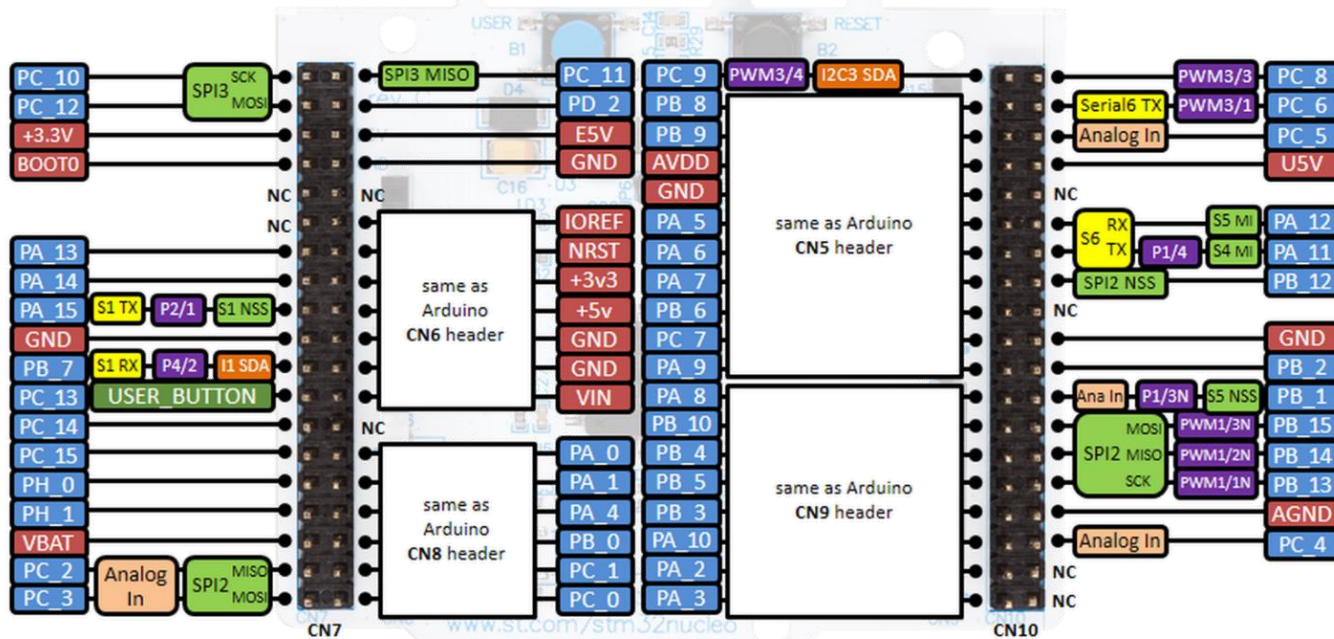 USER
RESET
B1
B2
C14
R29
PC_10
SPI3
SCK
MOSI
PC_12
+3.3V
BOOT0
NC
NC
PA_13
PA_14
PA_15 S1 TX P2/1 S1 NSS
GND
PB_7 S1 RX P4/2 I1 SDA
PC_13 USER_BUTTON
PC_14
PC_15
PH_0
PH_1
VBAT
PC_2
PC_3
Analog
In
SPI2
MISO
MOSI
CN7
CN7
SPI3 MISO PC_11
D4
PD_2
E5V
GND
C16
U3
NC
IOREF
NRST
+3v3
+5v
GND
GND
VIN
same as
Arduino
CN6 header
NC
PA_0
PA_1
PA_4
PB_0
PC_1
PC_0
same as
Arduino
CN8 header
www.st.com/stm32nucleo
PC_9 PWM3/4 I2C3 SDA
PB_8
PB_9
AVDD
GND
PA_5
PA_6
PA_7
PB_6
PC_7
PA_9
same as Arduino
CN5 header
PA_8
PB_10
PB_4
PB_5
PB_3
PA_10
PA_2
PA_3
same as Arduino
CN9 header
PWM3/3 PC_8
Serial6 TX PWM3/1 PC_6
Analog In PC_5
U5V
NC
S6
RX
TX
S5 MI PA_12
P1/4 S4 MI PA_11
SPI2 NSS PB_12
NC
GND
PB_2
Ana In P1/3N S5 NSS PB_1
SPI2
MOSI PWM1/3N PB_15
MISO PWM1/2N PB_14
SCK PWM1/1N PB_13
AGND
Analog In PC_4
NC
NC
CN10
CN10